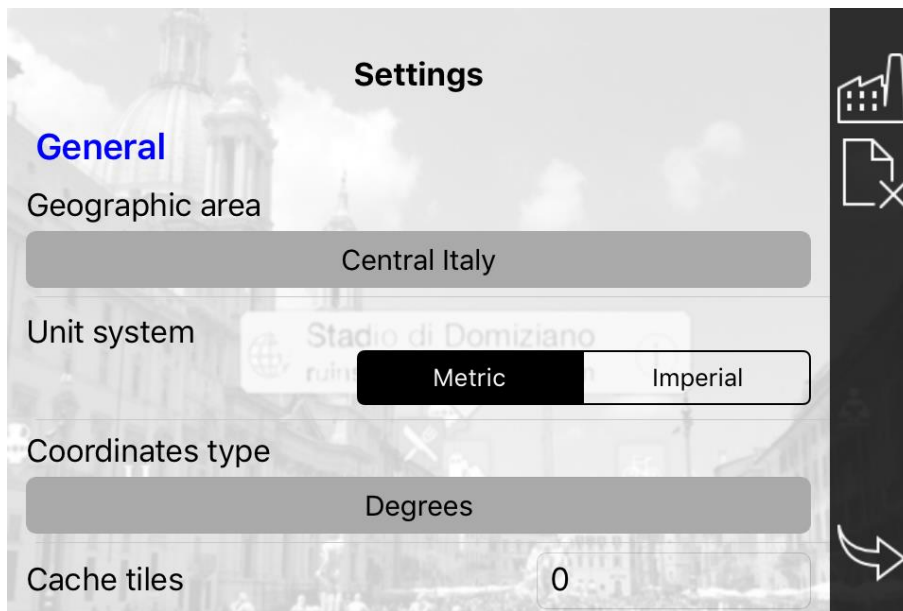 Settings
General
Geographic area
Central Italy
Unit system
Stadio di Domiziano
ruins
Metric
Imperial
Coordinates type
Degrees
Cache tiles
0